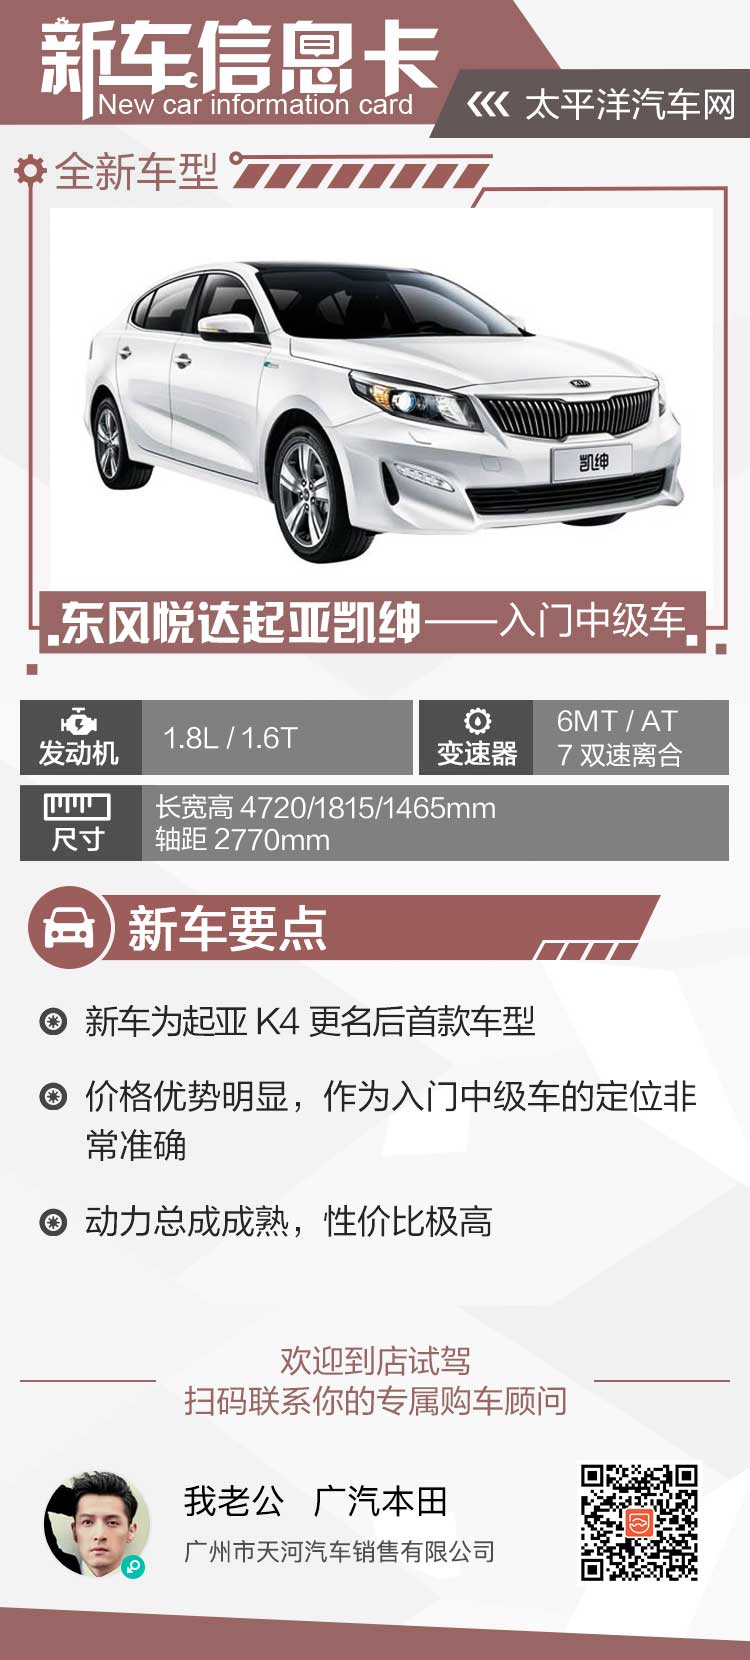 新车信息卡
New car information card
太平洋汽车网
全新车型
KIA
凯绅
东风悦达起亚凯绅——入门中级车
发动机
1.8L / 1.6T
变速器
6MT / AT
7 双速离合
尺寸
长宽高 4720/1815/1465mm
轴距 2770mm
新车要点
新车为起亚 K4 更名后首款车型
价格优势明显，作为入门中级车的定位非
常准确
动力总成成熟，性价比极高
欢迎到店试驾
扫码联系你的专属购车顾问
我老公 广汽本田
广州市天河汽车销售有限公司